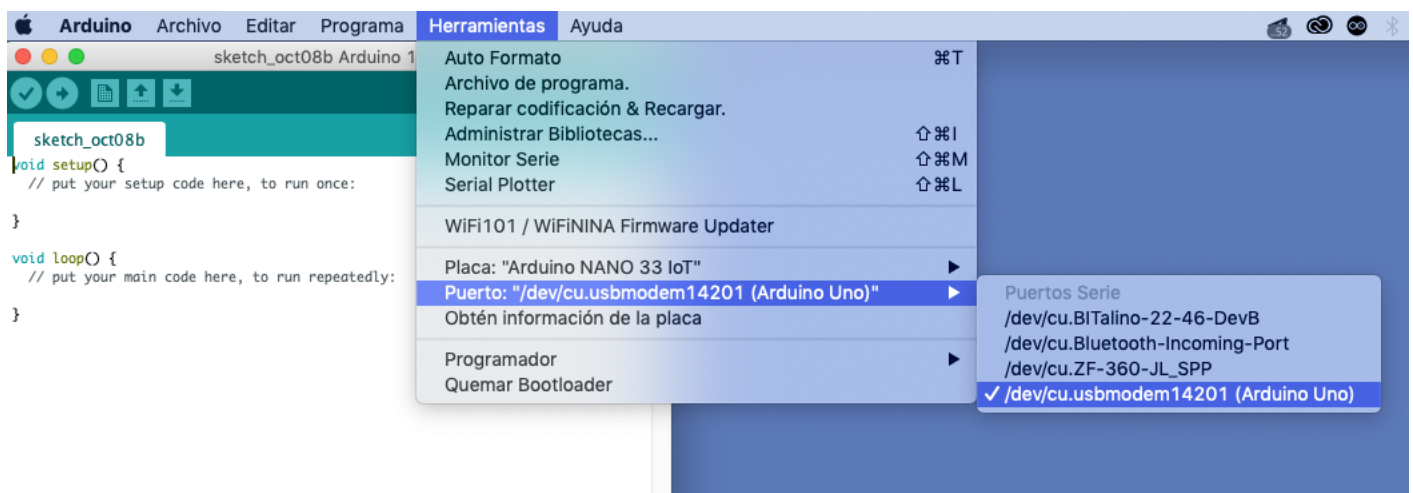 Arduino Archivo Editar Programa Herramientas Ayuda
52
sketch_oct08b Arduino 1
sketch_oct08b
void setup() {
// put your setup code here, to run once:
}
void loop() {
// put your main code here, to run repeatedly:
}
Auto Formato ⌘T
Archivo de programa.
Reparar codificación & Recargar.
Administrar Bibliotecas... ⇧⌘I
Monitor Serie ⇧⌘M
Serial Plotter ⇧⌘L
WiFi101 / WiFiNINA Firmware Updater
Placa: "Arduino NANO 33 IoT"
Puerto: "/dev/cu.usbmodem14201 (Arduino Uno)"
Obtén información de la placa
Programador
Quemar Bootloader
Puertos Serie
/dev/cu.BITalino-22-46-DevB
/dev/cu.Bluetooth-Incoming-Port
/dev/cu.ZF-360-JL_SPP
✓ /dev/cu.usbmodem14201 (Arduino Uno)